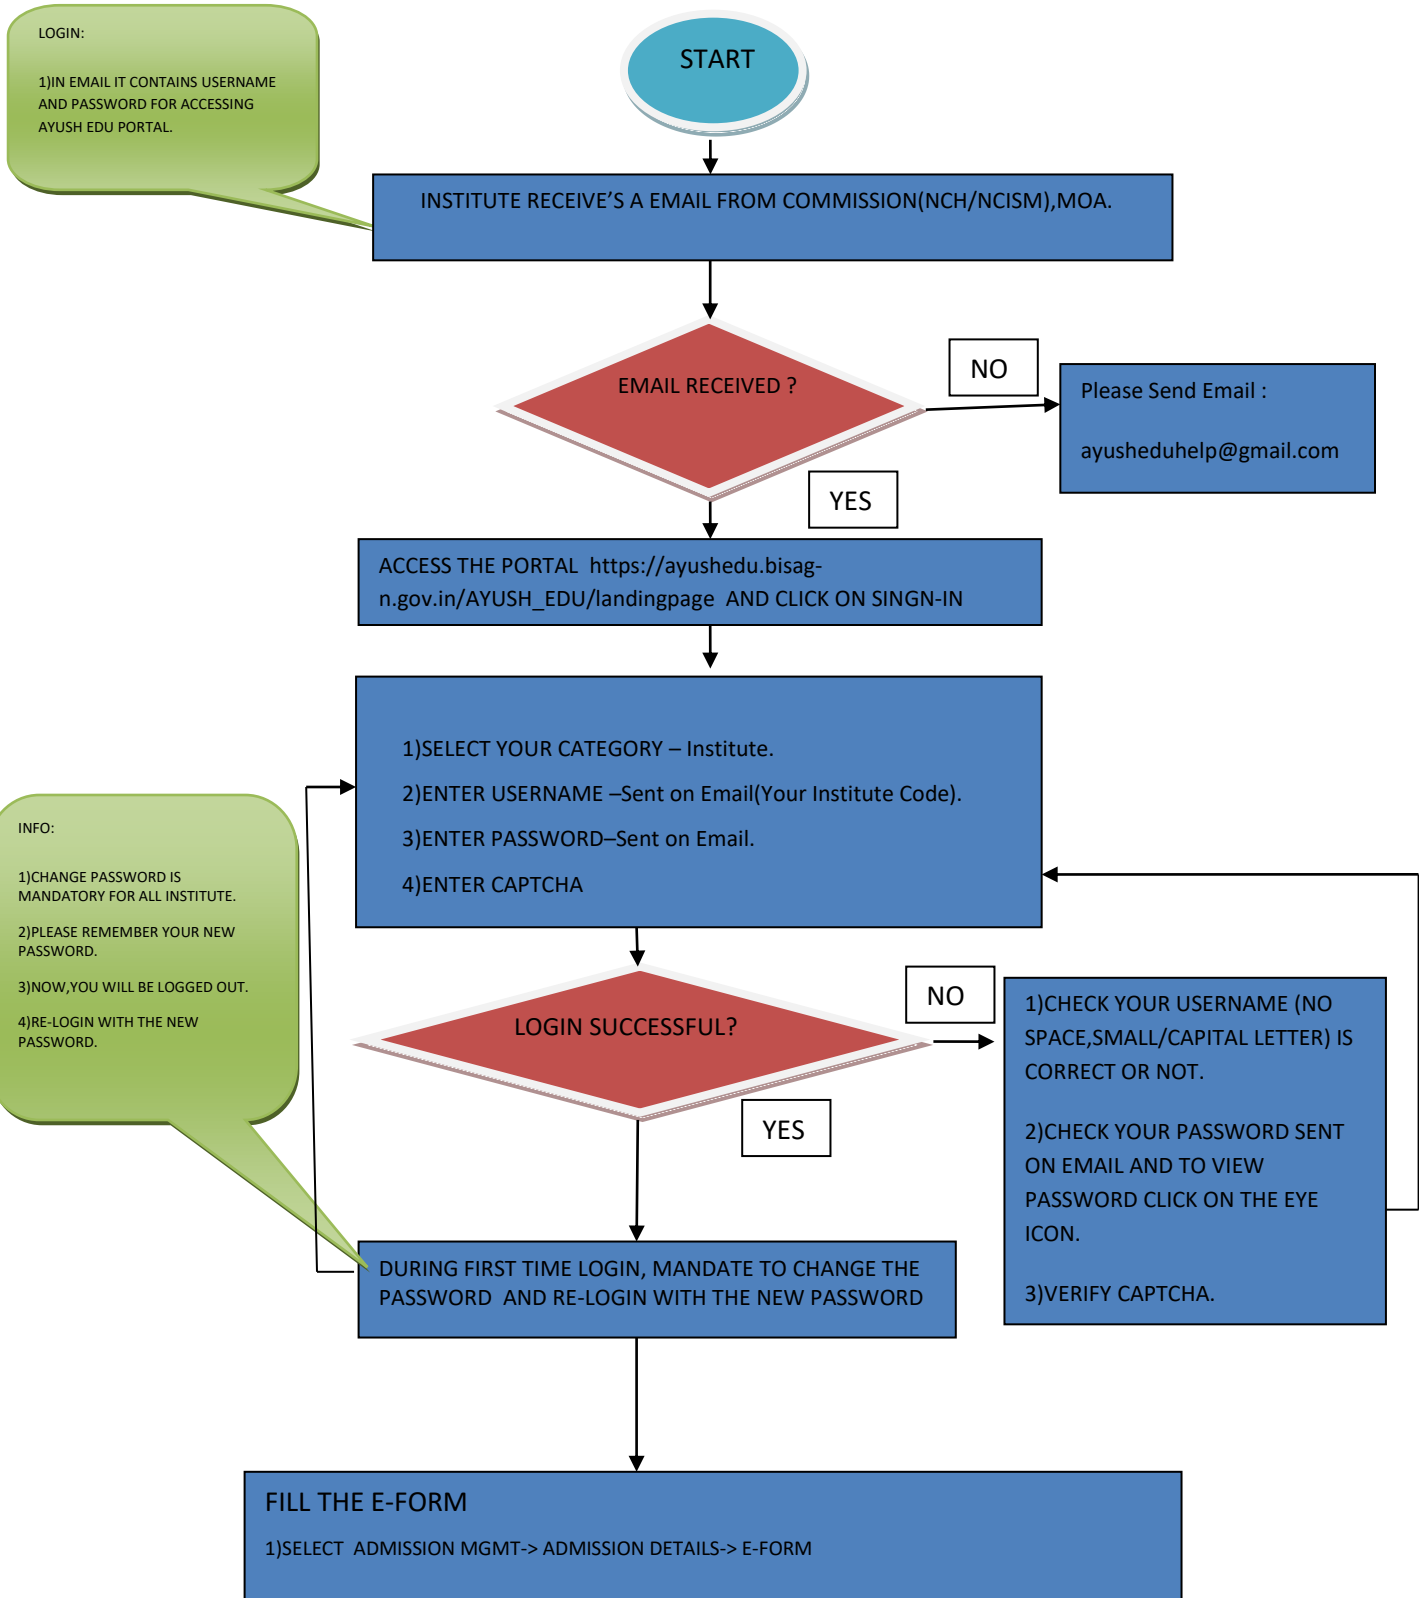 LOGIN:
1)IN EMAIL IT CONTAINS USERNAME
AND PASSWORD FOR ACCESSING
AYUSH EDU PORTAL.
START
INSTITUTE RECEIVE’S A EMAIL FROM COMMISSION(NCH/NCISM),MOA.
EMAIL RECEIVED ?
NO
Please Send Email :
ayusheduhelp@gmail.com
YES
ACCESS THE PORTAL  https://ayushedu.bisag-
n.gov.in/AYUSH_EDU/landingpage  AND CLICK ON SINGN-IN
1)SELECT YOUR CATEGORY – Institute.
2)ENTER USERNAME –Sent on Email(Your Institute Code).
3)ENTER PASSWORD–Sent on Email.
4)ENTER CAPTCHA
INFO:
1)CHANGE PASSWORD IS
MANDATORY FOR ALL INSTITUTE.
2)PLEASE REMEMBER YOUR NEW
PASSWORD.
3)NOW,YOU WILL BE LOGGED OUT.
4)RE-LOGIN WITH THE NEW
PASSWORD.
LOGIN SUCCESSFUL?
NO
1)CHECK YOUR USERNAME (NO
SPACE,SMALL/CAPITAL LETTER) IS
CORRECT OR NOT.
2)CHECK YOUR PASSWORD SENT
ON EMAIL AND TO VIEW
PASSWORD CLICK ON THE EYE
ICON.
3)VERIFY CAPTCHA.
YES
DURING FIRST TIME LOGIN, MANDATE TO CHANGE THE
PASSWORD  AND RE-LOGIN WITH THE NEW PASSWORD
FILL THE E-FORM
1)SELECT  ADMISSION MGMT-> ADMISSION DETAILS-> E-FORM